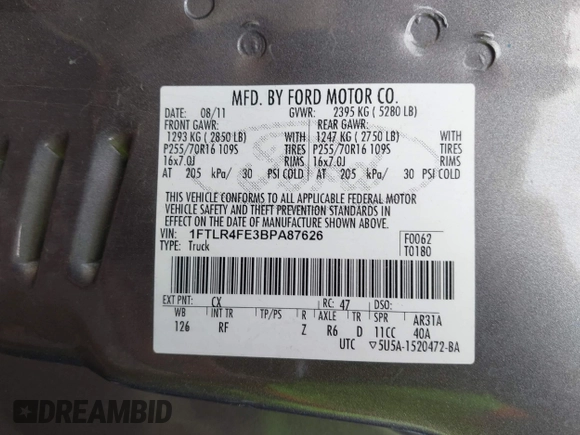 MFD. BY FORD MOTOR CO.
DATE: 08/11 GVWR: 2395 KG ( 5280 LB)
FRONT GAWR: REAR GAWR:
1293 KG ( 2850 LB) WITH 1247 KG ( 2750 LB) WITH
P255/70R16 109S TIRES P255/70R16 109S TIRES
16x7.0J RIMS 16x7.0J RIMS
AT 205 kPa/ 30 PSI COLD AT 205 kPa/ 30 PSI COLD
THIS VEHICLE CONFORMS TO ALL APPLICABLE FEDERAL MOTOR
VEHICLE SAFETY AND THEFT PREVENTION STANDARDS IN
EFFECT ON THE DATE OF MANUFACTURE SHOWN ABOVE.
VIN: 1FTLR4FE3BPA87626 F0062
TYPE: Truck T0180
EXT PNT: CX RC: 47 DSO:
WB INT TR TP/PS R AXLE TR SPR AR31A
126 RF Z R6 D 11CC 40A
UTC ▽5U5A-1520472-BA
DREAMBID